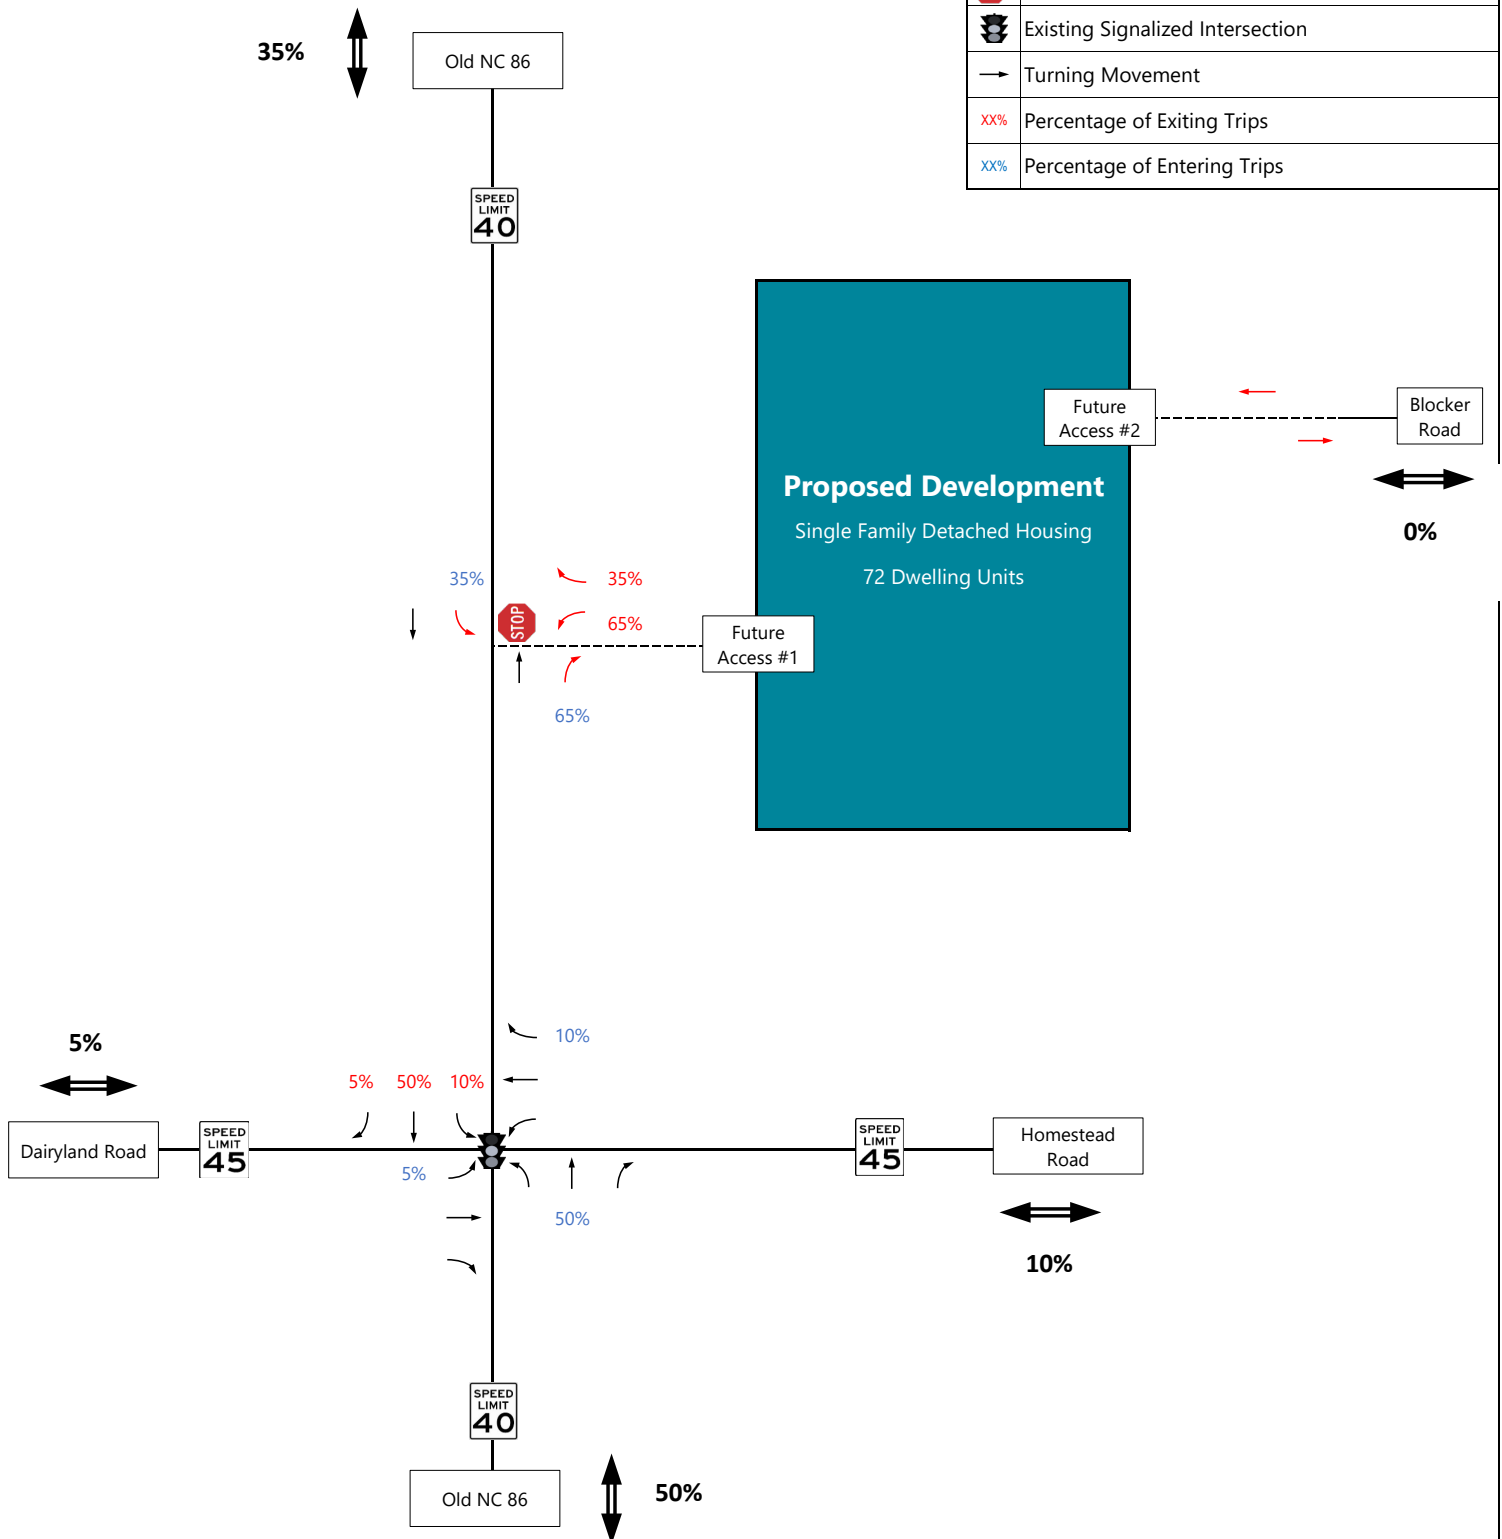 35%
Old NC 86
Existing Signalized Intersection
Turning Movement
XX% Percentage of Exiting Trips
XX% Percentage of Entering Trips
SPEED
LIMIT
40
Future
Access #2
Blocker
Road
0%
Proposed Development
Single Family Detached Housing
72 Dwelling Units
35%
35%
STOP
65%
Future
Access #1
65%
10%
5%
5%
50%
10%
Dairyland Road
SPEED
LIMIT
45
5%
50%
SPEED
LIMIT
45
Homestead
Road
10%
SPEED
LIMIT
40
Old NC 86
50%